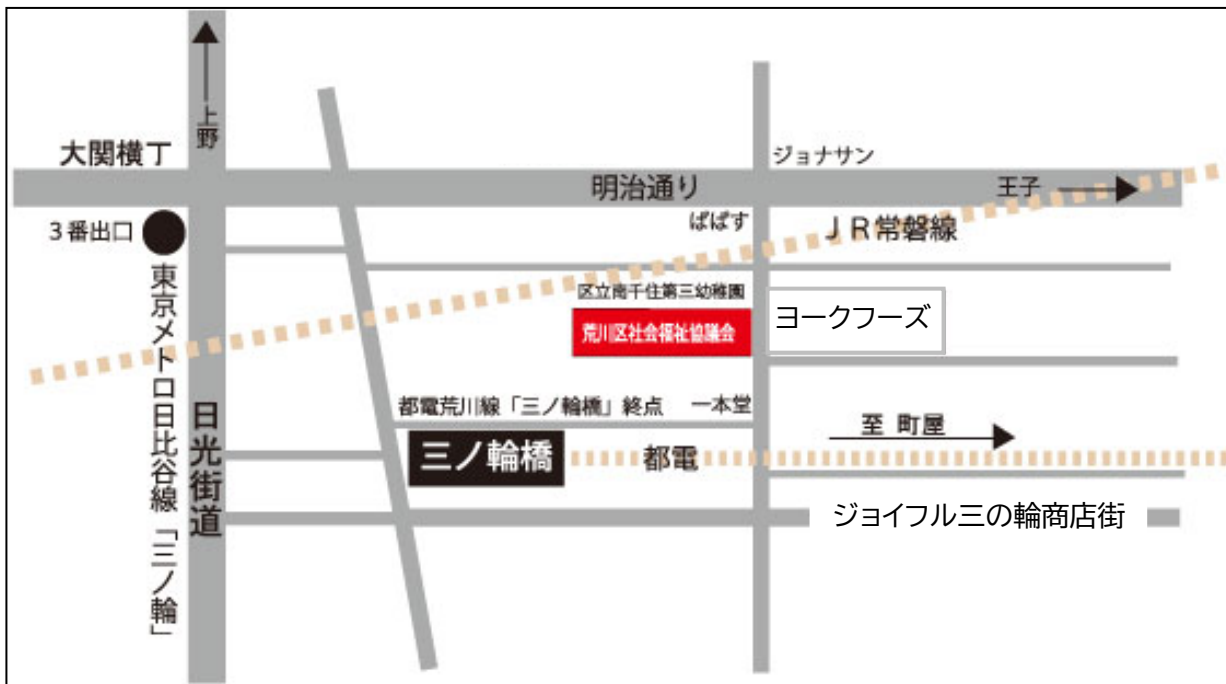 上野
大関横丁
ジョナサン
明治通り
王子
3番出口
ぱぱす
JR常磐線
東京メトロ日比谷線「三ノ輪」
区立南千住第三幼稚園
荒川区社会福祉協議会
ヨークフーズ
日光街道
都電荒川線「三ノ輪橋」終点
一本堂
至 町屋
三ノ輪橋
都電
ジョイフル三の輪商店街